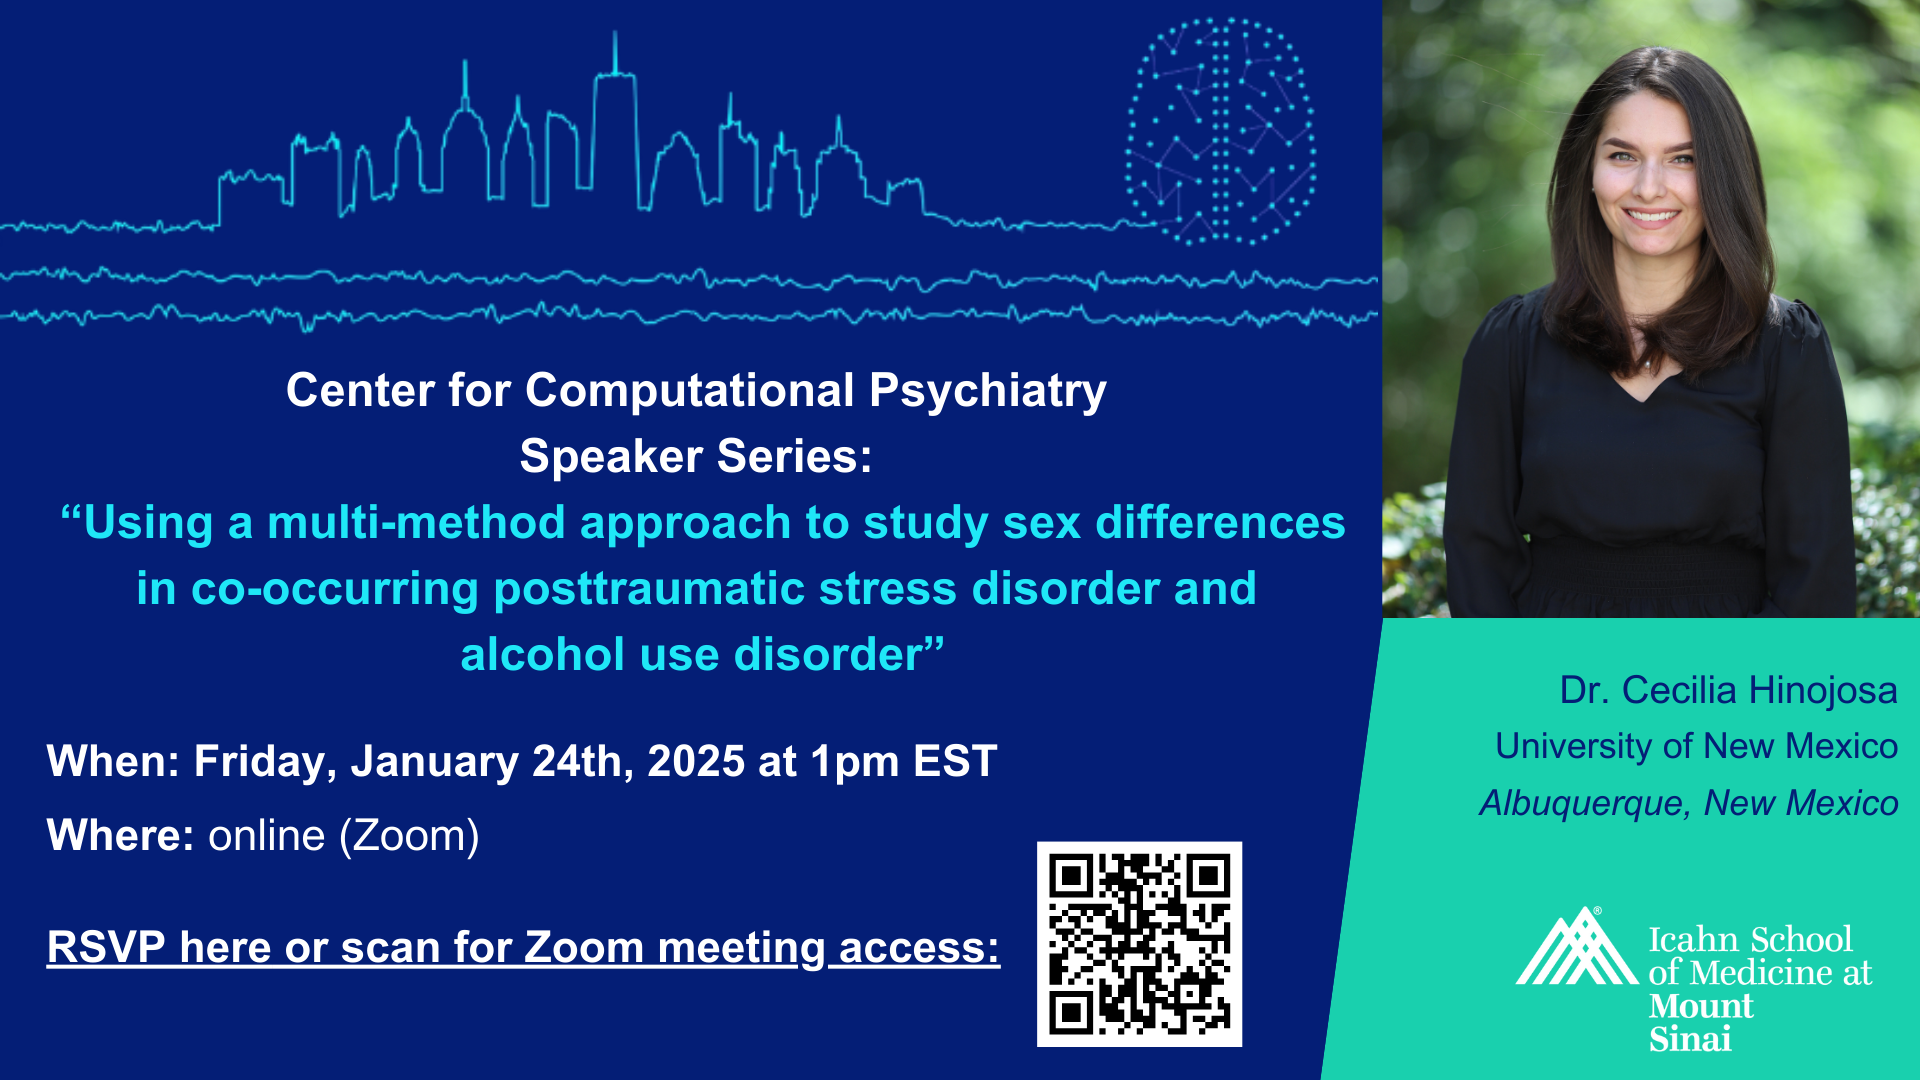 Center for Computational Psychiatry
Speaker Series:
“Using a multi-method approach to study sex differences
in co-occurring posttraumatic stress disorder and
alcohol use disorder”
When: Friday, January 24th, 2025 at 1pm EST
Where: online (Zoom)
RSVP here or scan for Zoom meeting access:
Dr. Cecilia Hinojosa
University of New Mexico
Albuquerque, New Mexico
®
Icahn School
of Medicine at
Mount
Sinai